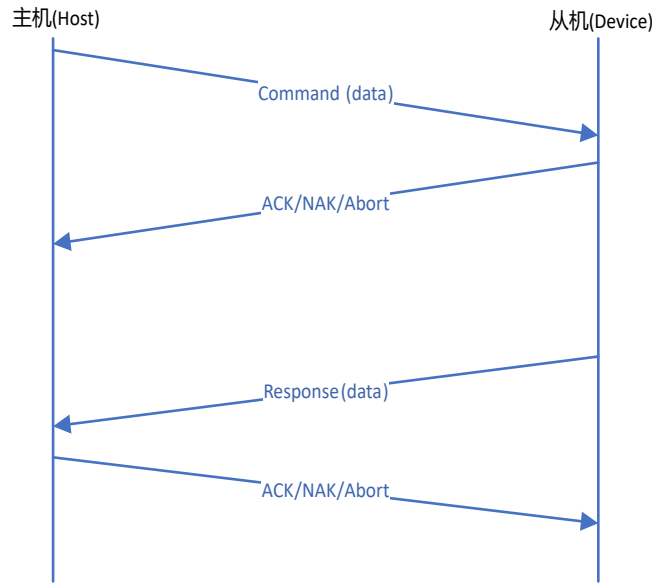 主机(Host)
从机(Device)
Command (data)
ACK/NAK/Abort
Response(data)
ACK/NAK/Abort